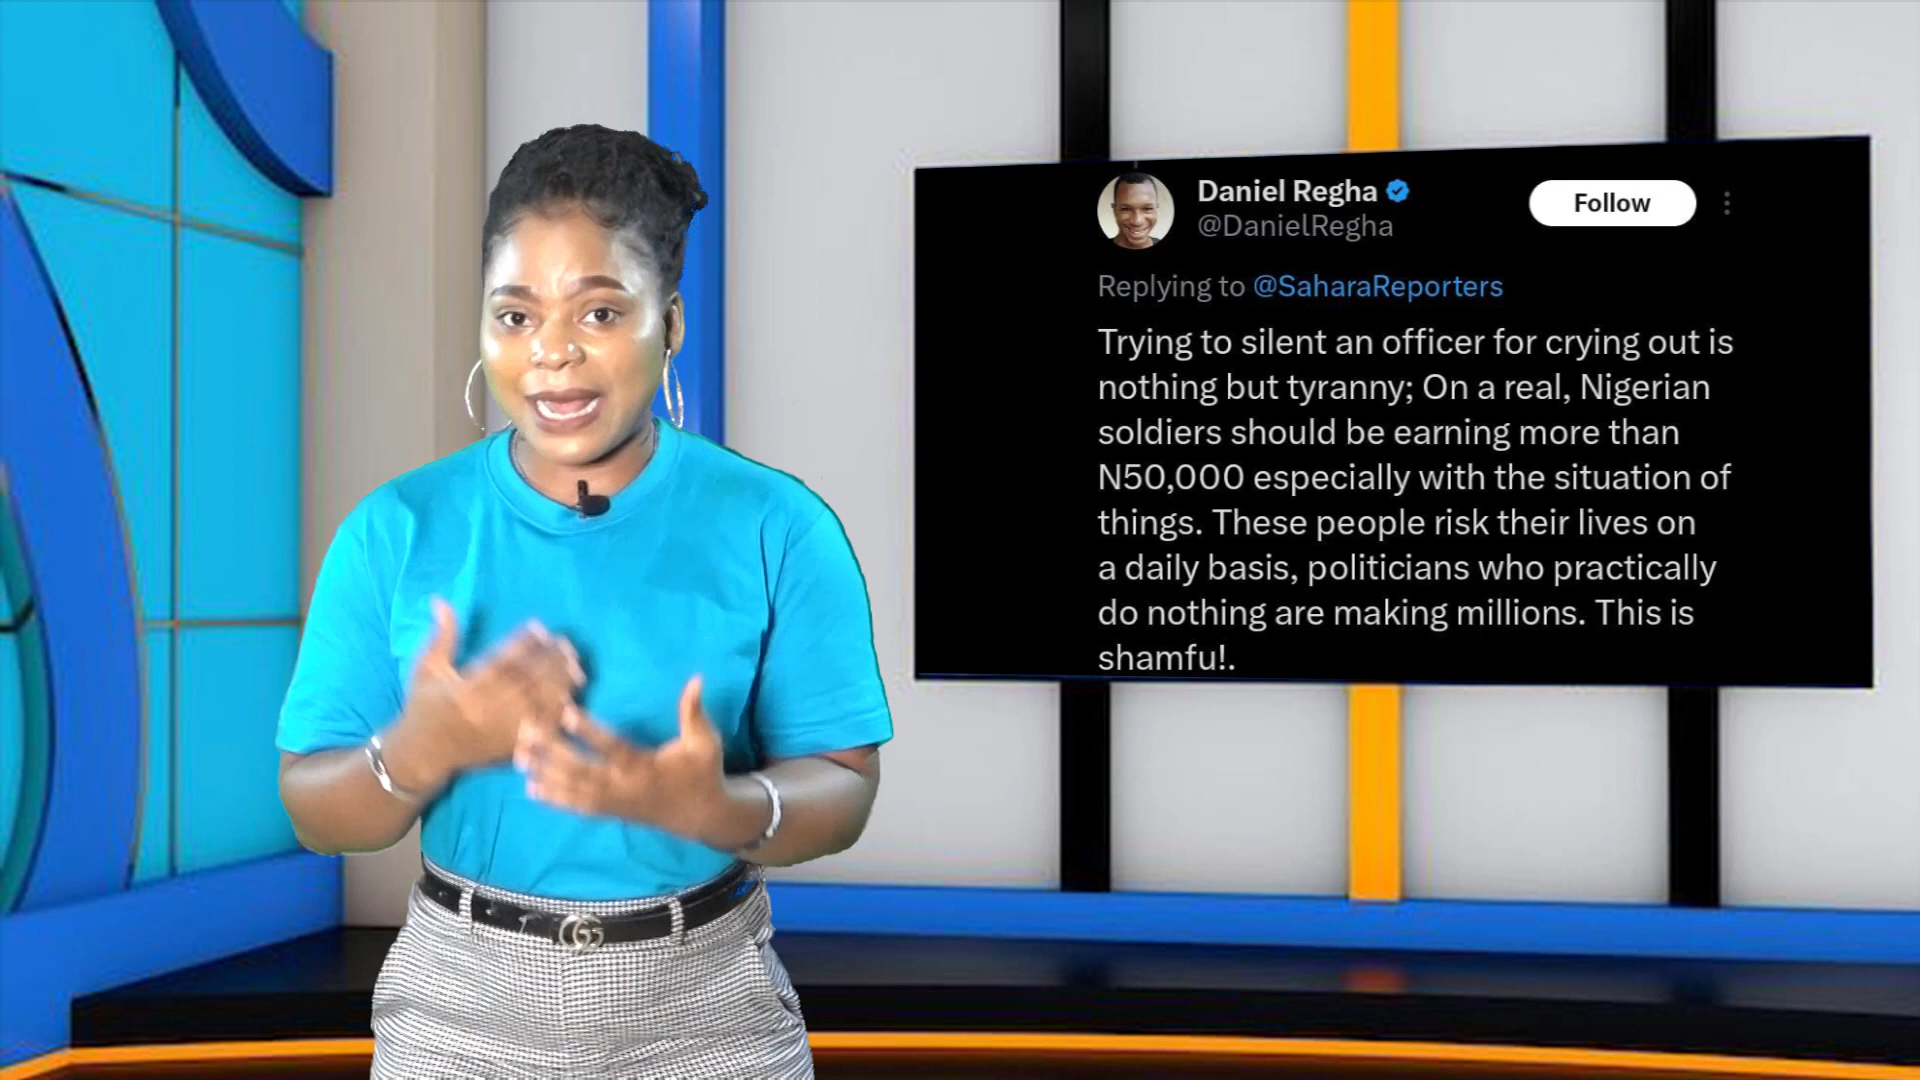 Daniel Regha
@DanielRegha
Follow
Replying to @SaharaReporters
Trying to silent an officer for crying out is
nothing but tyranny; On a real, Nigerian
soldiers should be earning more than
N50,000 especially with the situation of
things. These people risk their lives on
a daily basis, politicians who practically
do nothing are making millions. This is
shamfu!.